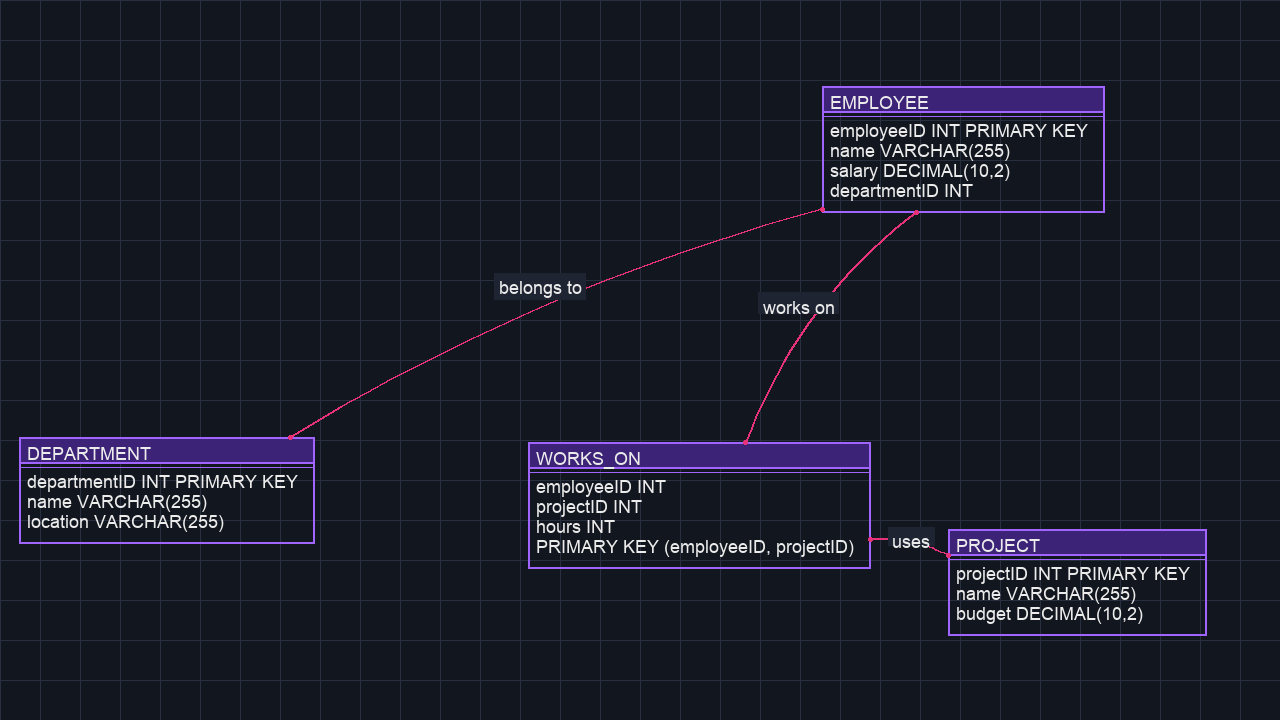 EMPLOYEE
employeeID INT PRIMARY KEY
name VARCHAR(255)
salary DECIMAL(10,2)
departmentID INT
belongs to
works on
DEPARTMENT
departmentID INT PRIMARY KEY
name VARCHAR(255)
location VARCHAR(255)
WORKS_ON
employeeID INT
projectID INT
hours INT
PRIMARY KEY (employeeID, projectID)
uses
PROJECT
projectID INT PRIMARY KEY
name VARCHAR(255)
budget DECIMAL(10,2)